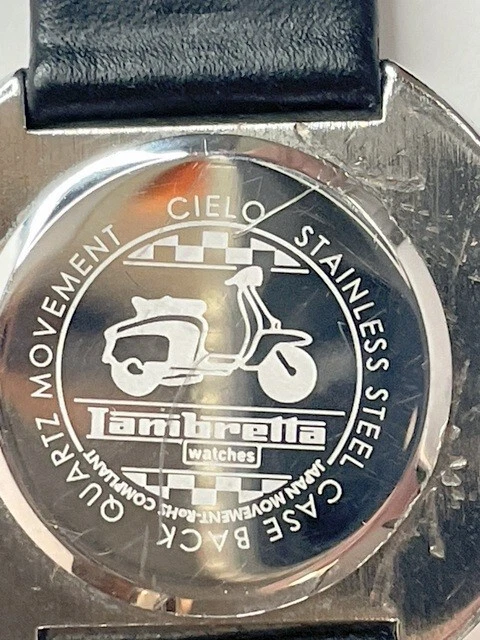 CIELO
STAINLESS STEEL
CASE BACK
QUARTZ MOVEMENT
Lambretta
watches
JAPAN MOVEMENT-RoHS COMPLIANT